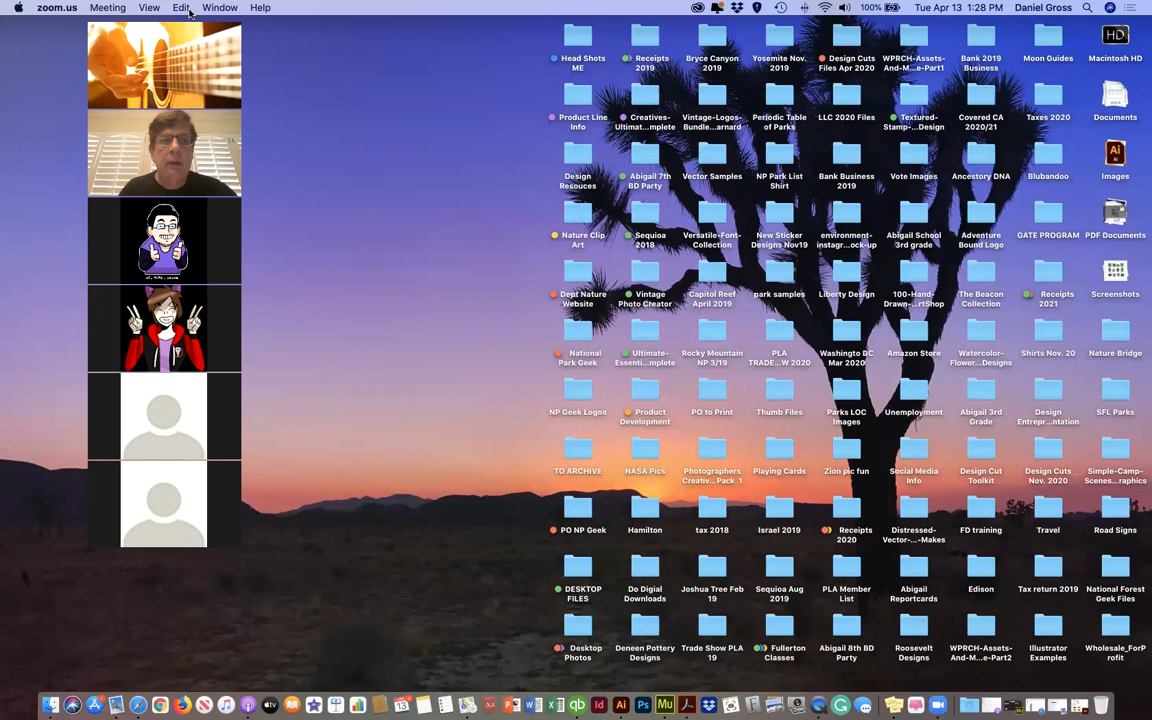 zoom.us Meeting View Edit Window Help 100% Tue Apr 13 1:28 PM Daniel Gross
Head Shots ME
Receipts 2019
Bryce Canyon 2019
Yosemite Nov. 2019
Design Cuts Files Apr 2020
WPRCH-Assets-And-M...e-Part1
Bank 2019 Business
Moon Guides
HD
Macintosh HD
Product Line Info
Creatives-Ultimat...mplete
Vintage-Logos-Bundle...arnard
Periodic Table of Parks
LLC 2020 Files
Textured-Stamp-...Design
Covered CA 2020/21
Taxes 2020
Documents
Design Resouces
Abigail 7th BD Party
Vector Samples
NP Park List Shirt
Bank Business 2019
Vote Images
Ancestory DNA
Blubandoo
Ai
Images
Nature Clip Art
Sequioa 2018
Versatile-Font-Collection
New Sticker Designs Nov19
environment-instagr...ock-up
Abigail School 3rd grade
Adventure Bound Logo
GATE PROGRAM
PDF Documents
Dept Nature Website
Vintage Photo Creator
Capitol Reef April 2019
park samples
Liberty Design
100-Hand-Drawn-...rtShop
The Beacon Collection
Receipts 2021
Screenshots
National Park Geek
Ultimate-Essenti...mplete
Rocky Mountain NP 3/19
PLA TRADE...W 2020
Washingto DC Mar 2020
Amazon Store
Watercolor-Flower...Designs
Shirts Nov. 20
Nature Bridge
NP Geek Logos
Product Development
PO to Print
Thumb Files
Parks LOC Images
Unemployment
Abigail 3rd Grade
Design Entrepr...ntation
SFL Parks
TO ARCHIVE
NASA Pics
Photographers Creativ...Pack 1
Playing Cards
Zion pic fun
Social Media Info
Design Cut Toolkit
Design Cuts Nov. 2020
Simple-Camp-Scenes...raphics
PO NP Geek
Hamilton
tax 2018
Israel 2019
Receipts 2020
Distressed-Vector-...-Makes
FD training
Travel
Road Signs
DESKTOP FILES
Do Digial Downloads
Joshua Tree Feb 19
Sequioa Aug 2019
PLA Member List
Abigail Reportcards
Edison
Tax return 2019
National Forest Geek Files
Desktop Photos
Deneen Pottery Designs
Trade Show PLA 19
Fullerton Classes
Abigail 8th BD Party
Roosevelt Designs
WPRCH-Assets-And-M...e-Part2
Illustrator Examples
Wholesale_ForProfit
tv qb Id Ai Ps Mu